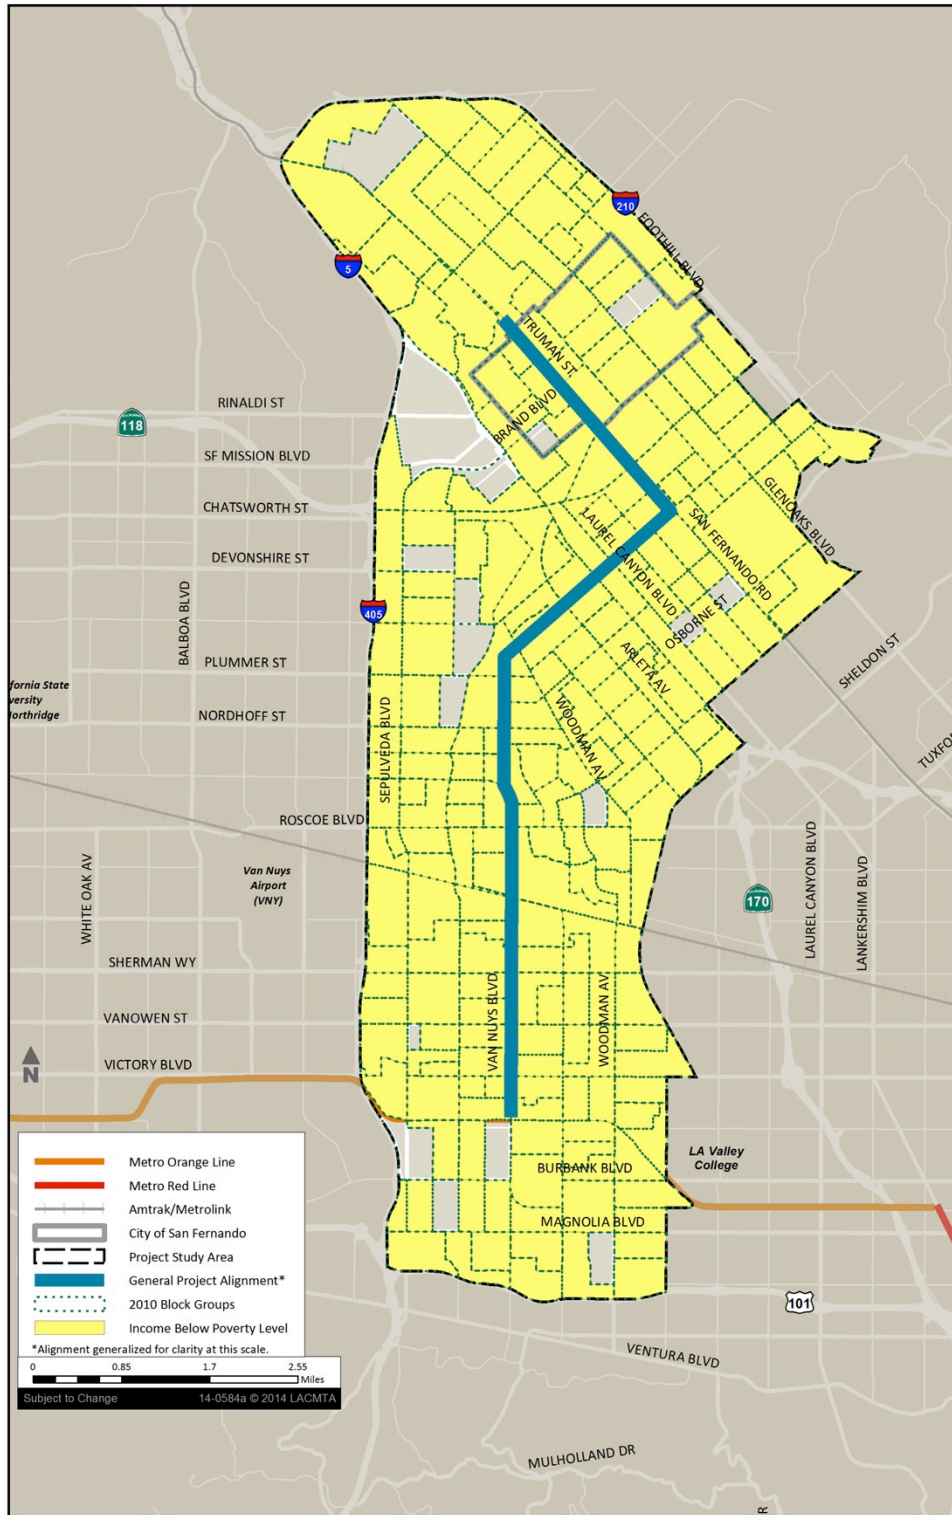 210
FOOTHILL BLVD
5
TRUMAN ST.
BRAND BLVD
RINALDI ST
CALIFORNIA
118
SF MISSION BLVD
CHATSWORTH ST
DEVONSHIRE ST
LAUREL CANYON BLVD
SAN FERNANDO RD
GLENOAKS BLVD
BALBOA BLVD
405
OSBORNE ST
ARLETA AV
SHELDON ST
PLUMMER ST
fornia State
versity
orthridge
NORDHOFF ST
SEPULVEDA BLVD
WOODMAN AV
TUXFO
ROSCOE BLVD
WHITE OAK AV
Van Nuys
Airport
(VNY)
CALIFORNIA
170
LAUREL CANYON BLVD
LANKERSHIM BLVD
SHERMAN WY
VAN NUYS BLVD
WOODMAN AV
VANOWEN ST
N
VICTORY BLVD
LA Valley
College
BURBANK BLVD
MAGNOLIA BLVD
101
VENTURA BLVD
MULHOLLAND DR
R
Metro Orange Line
Metro Red Line
Amtrak/Metrolink
City of San Fernando
Project Study Area
General Project Alignment*
2010 Block Groups
Income Below Poverty Level
*Alignment generalized for clarity at this scale.
0 0.85 1.7 2.55
Miles
Subject to Change 14-0584a © 2014 LACMTA